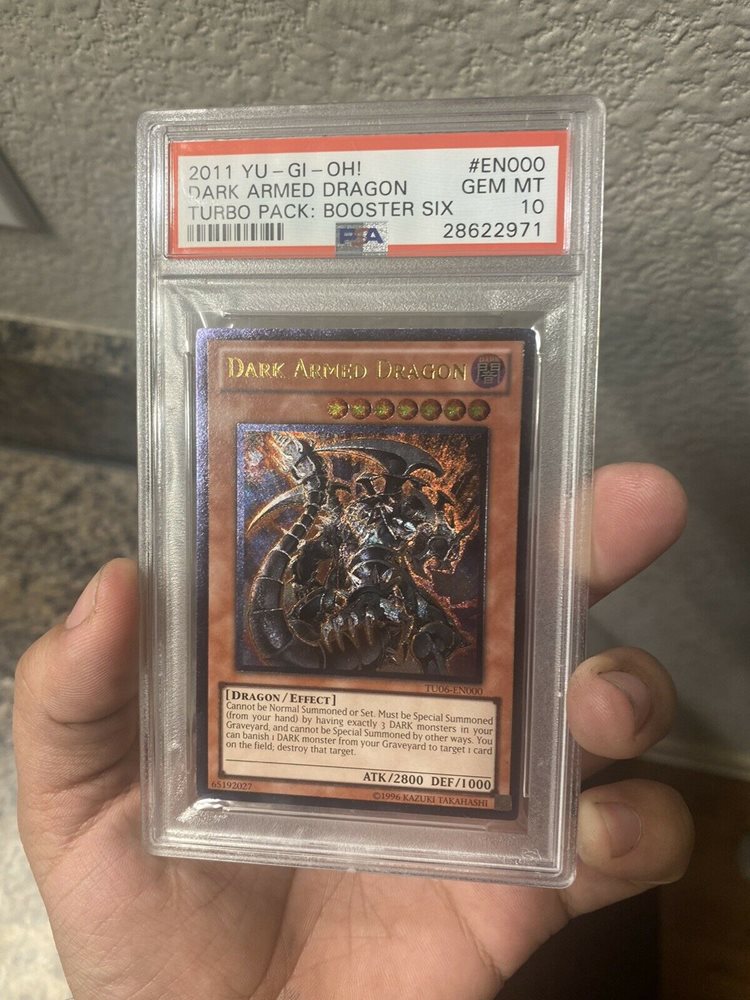 2011 YU-GI-OH! #EN000
DARK ARMED DRAGON GEM MT
TURBO PACK: BOOSTER SIX 10
PSA 28622971
DARK ARMED DRAGON
DARK
闇
TU06-EN000
[DRAGON/EFFECT]
Cannot be Normal Summoned or Set. Must be Special Summoned
(from your hand) by having exactly 3 DARK monsters in your
Graveyard, and cannot be Special Summoned by other ways. You
can banish 1 DARK monster from your Graveyard to target 1 card
on the field; destroy that target.
ATK/2800 DEF/1000
65192027 ©1996 KAZUKI TAKAHASHI